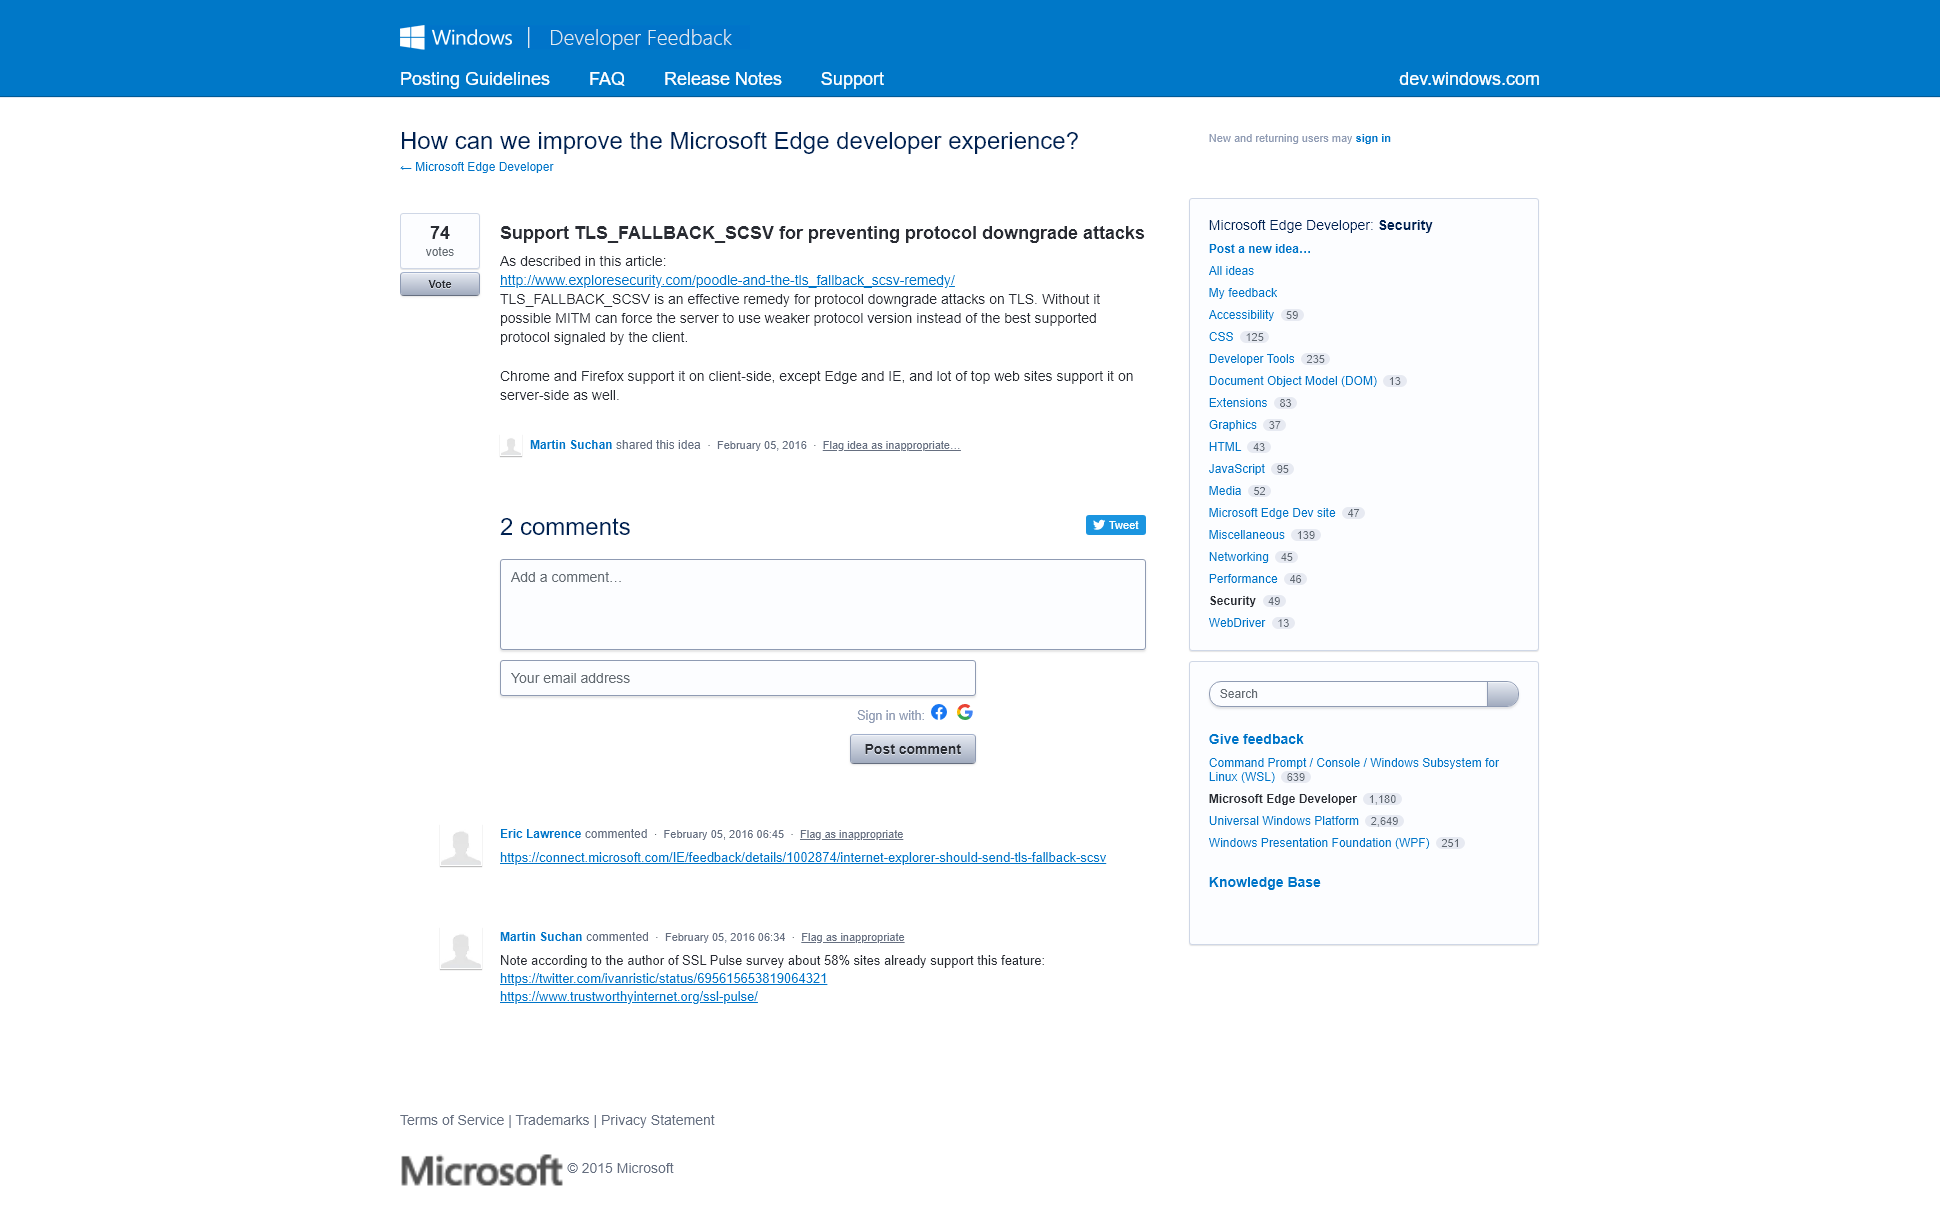 Windows | Developer Feedback
Posting Guidelines FAQ Release Notes Support dev.windows.com
How can we improve the Microsoft Edge developer experience?
← Microsoft Edge Developer
New and returning users may sign in
74
votes
Vote
Support TLS_FALLBACK_SCSV for preventing protocol downgrade attacks
As described in this article:
http://www.exploresecurity.com/poodle-and-the-tls_fallback_scsv-remedy/
TLS_FALLBACK_SCSV is an effective remedy for protocol downgrade attacks on TLS. Without it
possible MITM can force the server to use weaker protocol version instead of the best supported
protocol signaled by the client.
Chrome and Firefox support it on client-side, except Edge and IE, and lot of top web sites support it on
server-side as well.
Martin Suchan shared this idea · February 05, 2016 · Flag idea as inappropriate…
2 comments
Tweet
Add a comment…
Your email address
Sign in with:
Post comment
Eric Lawrence commented · February 05, 2016 06:45 · Flag as inappropriate
https://connect.microsoft.com/IE/feedback/details/1002874/internet-explorer-should-send-tls-fallback-scsv
Martin Suchan commented · February 05, 2016 06:34 · Flag as inappropriate
Note according to the author of SSL Pulse survey about 58% sites already support this feature:
https://twitter.com/ivanristic/status/695615653819064321
https://www.trustworthyinternet.org/ssl-pulse/
Microsoft Edge Developer: Security
Post a new idea…
All ideas
My feedback
Accessibility 59
CSS 125
Developer Tools 235
Document Object Model (DOM) 13
Extensions 83
Graphics 37
HTML 43
JavaScript 95
Media 52
Microsoft Edge Dev site 47
Miscellaneous 139
Networking 45
Performance 46
Security 49
WebDriver 13
Search
Give feedback
Command Prompt / Console / Windows Subsystem for
Linux (WSL) 639
Microsoft Edge Developer 1,180
Universal Windows Platform 2,649
Windows Presentation Foundation (WPF) 251
Knowledge Base
Terms of Service | Trademarks | Privacy Statement
Microsoft © 2015 Microsoft